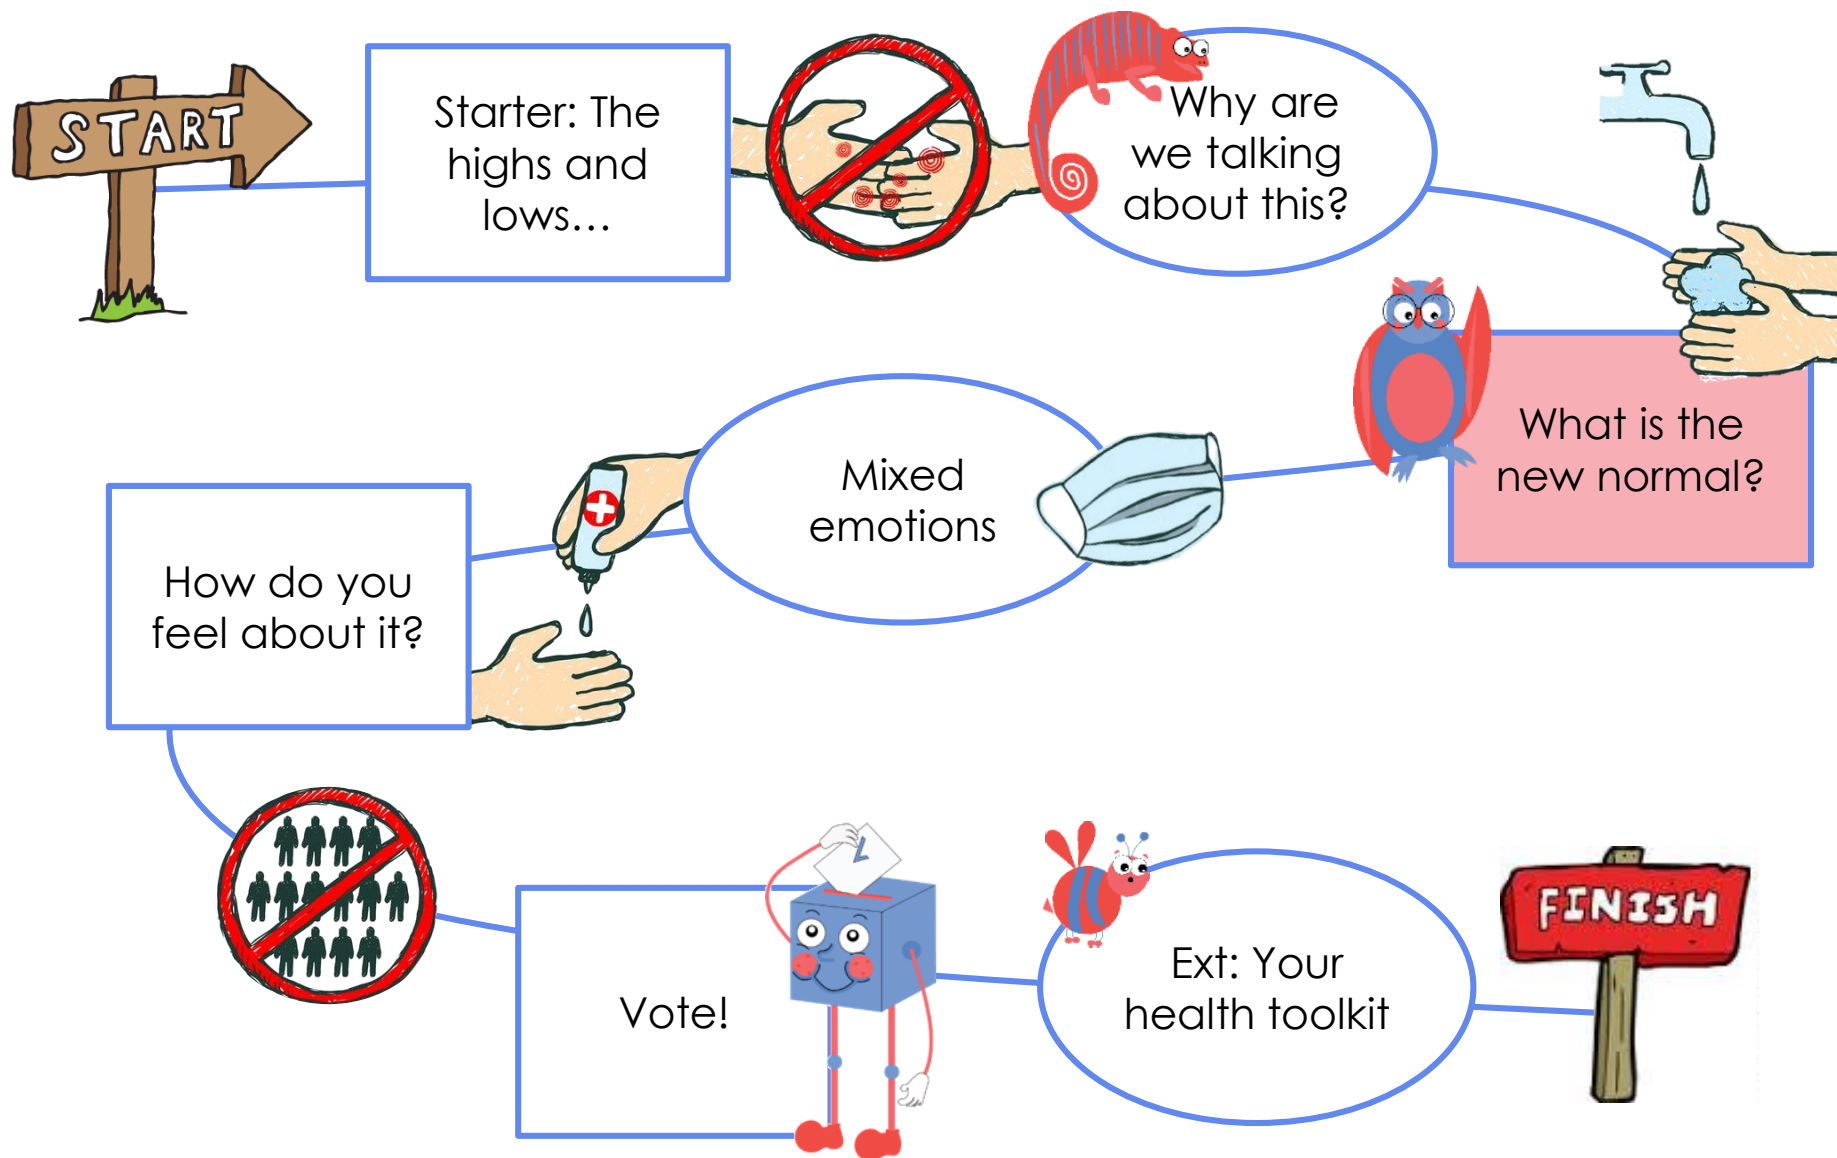 START
Starter: The
highs and
lows...
Why are
we talking
about this?
What is the
new normal?
Mixed
emotions
How do you
feel about it?
Vote!
Ext: Your
health toolkit
FINISH